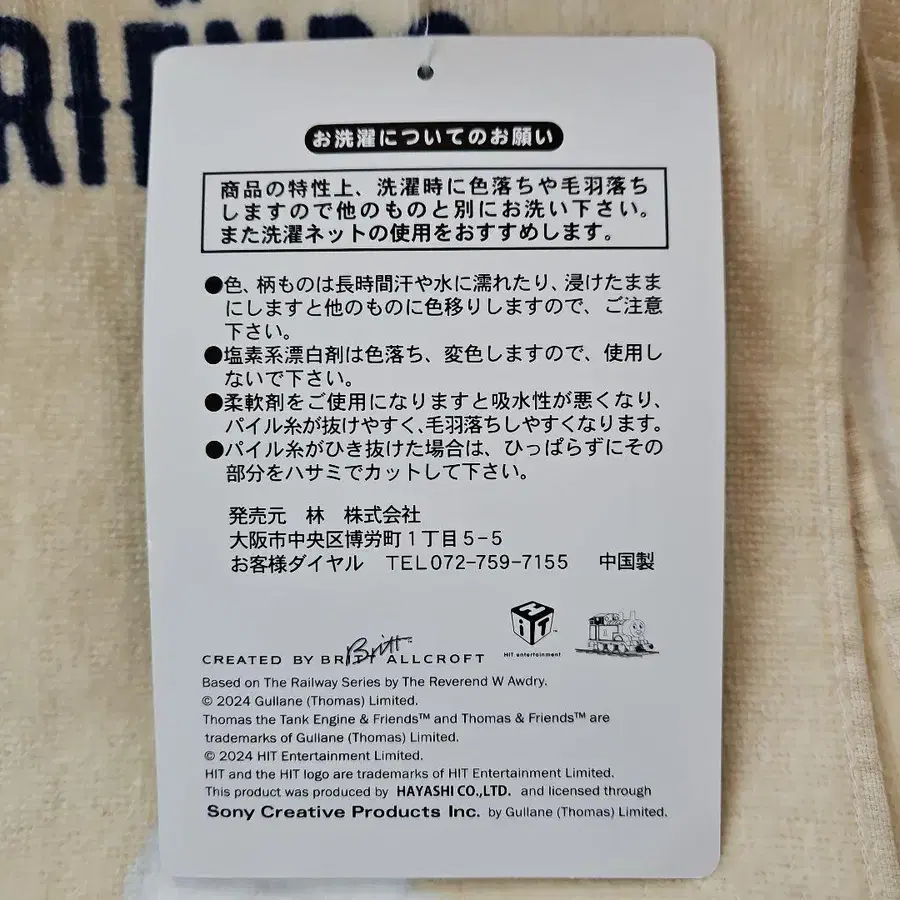 FRIENDS
お洗濯についてのお願い
商品の特性上、洗濯時に色落ちや毛羽落ち
しますので他のものと別にお洗い下さい。
また洗濯ネットの使用をおすすめします。
●色、柄ものは長時間汗や水に濡れたり、浸けたまま
にしますと他のものに色移りしますので、ご注意
下さい。
●塩素系漂白剤は色落ち、変色しますので、使用し
ないで下さい。
●柔軟剤をご使用になりますと吸水性が悪くなり、
パイル糸が抜けやすく、毛羽落ちしやすくなります。
●パイル糸がひき抜けた場合は、ひっぱらずにその
部分をハサミでカットして下さい。
発売元 林 株式会社
大阪市中央区博労町1丁目5-5
お客様ダイヤル TEL072-759-7155 中国製
HiT
HIT entertainment
Britt
CREATED BY BRITT ALLCROFT
Based on The Railway Series by The Reverend W Awdry.
© 2024 Gullane (Thomas) Limited.
Thomas the Tank Engine & Friends™ and Thomas & Friends™ are
trademarks of Gullane (Thomas) Limited.
© 2024 HIT Entertainment Limited.
HIT and the HIT logo are trademarks of HIT Entertainment Limited.
This product was produced by HAYASHI CO.,LTD. and licensed through
Sony Creative Products Inc. by Gullane (Thomas) Limited.